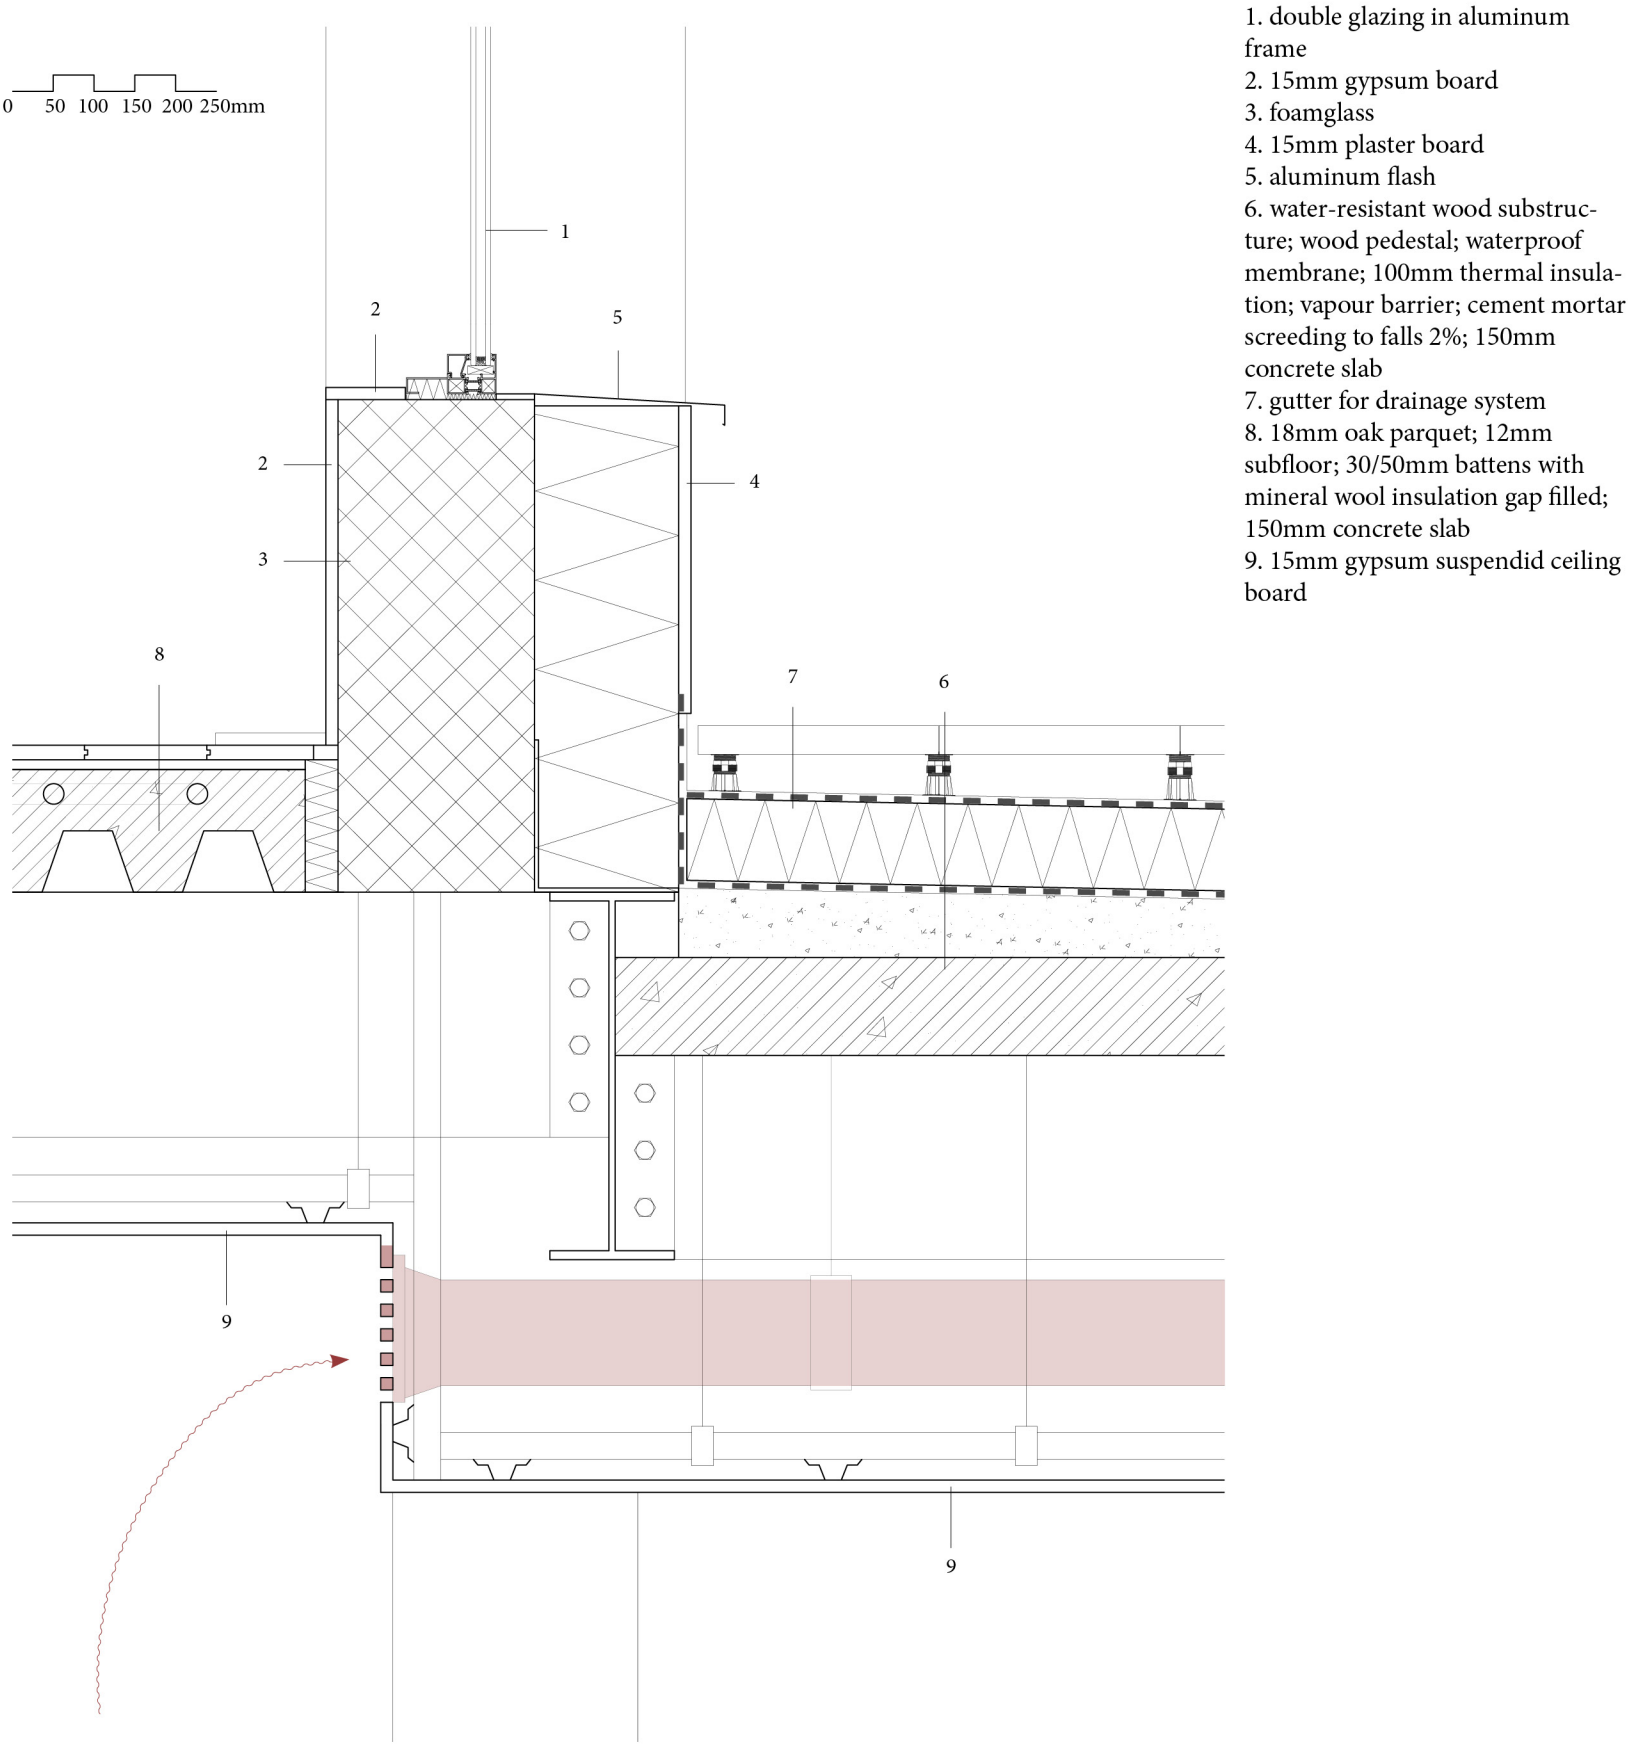 1. double glazing in aluminum
frame
2. 15mm gypsum board
3. foamglass
4. 15mm plaster board
5. aluminum flash
6. water-resistant wood substruc-
ture; wood pedestal; waterproof
membrane; 100mm thermal insula-
tion; vapour barrier; cement mortar
screeding to falls 2%; 150mm
concrete slab
7. gutter for drainage system
8. 18mm oak parquet; 12mm
subfloor; 30/50mm battens with
mineral wool insulation gap filled;
150mm concrete slab
9. 15mm gypsum suspendid ceiling
board
0 50 100 150 200 250mm
1
2
5
2
4
3
8
7
6
9
9